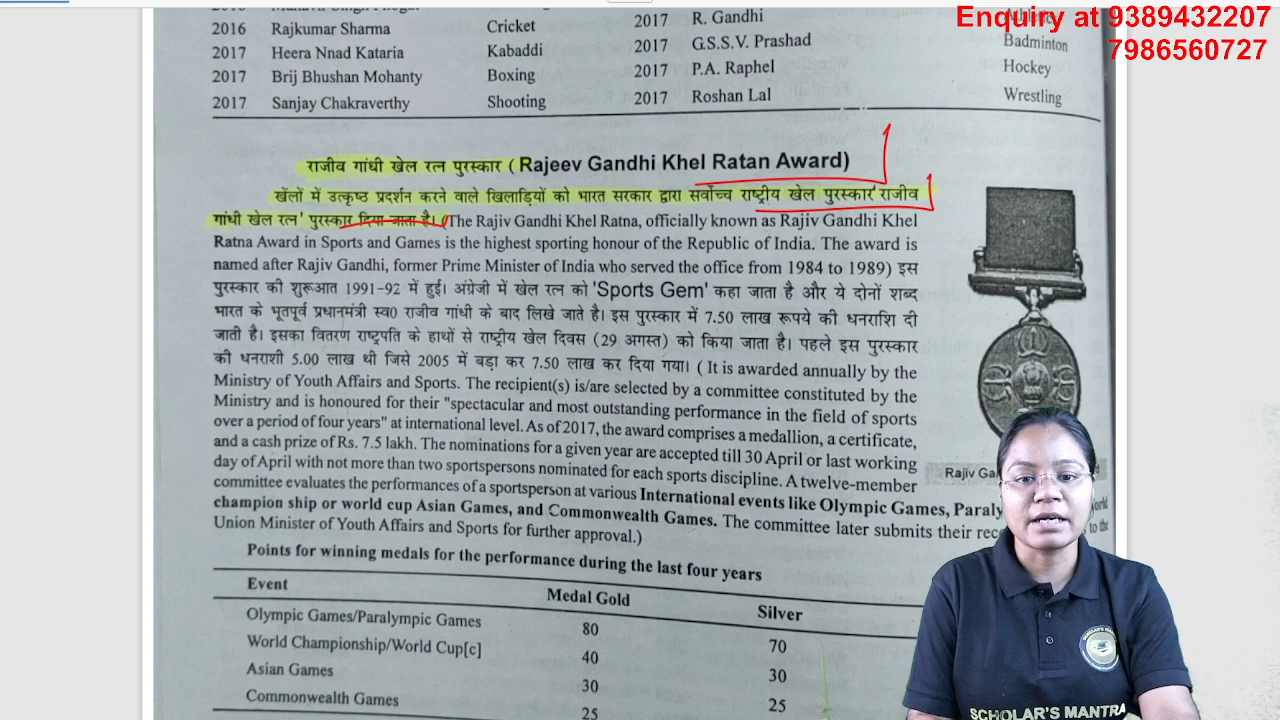 Enquiry at 9389432207
7986560727
2016 Rajkumar Sharma Cricket 2017 R. Gandhi
2017 Heera Nnad Kataria Kabaddi 2017 G.S.S.V. Prashad Badminton
2017 Brij Bhushan Mohanty Boxing 2017 P.A. Raphel Hockey
2017 Sanjay Chakraverthy Shooting 2017 Roshan Lal Wrestling
राजीव गांधी खेल रत्न पुरस्कार ( Rajeev Gandhi Khel Ratan Award)
खेंलों में उत्कृष्ठ प्रदर्शन करने वाले खिलाड़ियों को भारत सरकार द्वारा सर्वोच्च राष्ट्रीय खेल पुरस्कार 'राजीव
गांधी खेल रत्न' पुरस्कार दिया जाता है। (The Rajiv Gandhi Khel Ratna, officially known as Rajiv Gandhi Khel
Ratna Award in Sports and Games is the highest sporting honour of the Republic of India. The award is
named after Rajiv Gandhi, former Prime Minister of India who served the office from 1984 to 1989) इस
पुरस्कार की शुरूआत 1991-92 में हुई। अंग्रेजी में खेल रत्न को 'Sports Gem' कहा जाता है और ये दोनों शब्द
भारत के भूतपूर्व प्रधानमंत्री स्व0 राजीव गांधी के बाद लिखे जाते है। इस पुरस्कार में 7.50 लाख रूपये की धनराशि दी
जाती है। इसका वितरण राष्ट्रपति के हाथों से राष्ट्रीय खेल दिवस (29 अगस्त) को किया जाता है। पहले इस पुरस्कार
की धनराशी 5.00 लाख थी जिसे 2005 में बड़ा कर 7.50 लाख कर दिया गया। ( It is awarded annually by the
Ministry of Youth Affairs and Sports. The recipient(s) is/are selected by a committee constituted by the
Ministry and is honoured for their "spectacular and most outstanding performance in the field of sports
over a period of four years" at international level. As of 2017, the award comprises a medallion, a certificate,
and a cash prize of Rs. 7.5 lakh. The nominations for a given year are accepted till 30 April or last working
day of April with not more than two sportspersons nominated for each sports discipline. A twelve-member
committee evaluates the performances of a sportsperson at various International events like Olympic Games,
champion ship or world cup Asian Games, and Commonwealth Games. The committee later submits their to the
Union Minister of Youth Affairs and Sports for further approval.)
Rajiv
Points for winning medals for the performance during the last four years
Event Medal Gold Silver
Olympic Games/Paralympic Games 80 70
World Championship/World Cup[c] 40 30
Asian Games 30 25
Commonwealth Games 25
SCHOLAR'S MANTRA